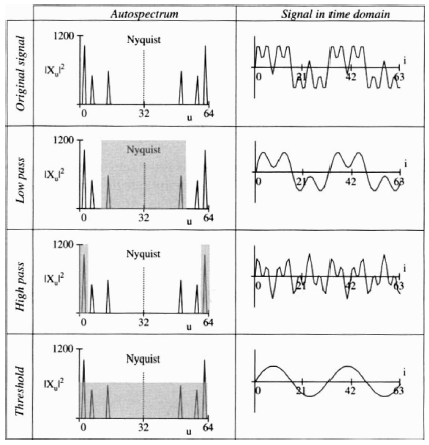 Autospectrum Signal in time domain
Original signal
1200
Nyquist
|Xᵤ|²
0 32 64
u
i
0 21 42 63
Low pass
1200
Nyquist
|Xᵤ|²
0 32 64
u
i
0 21 42 63
High pass
1200
Nyquist
|Xᵤ|²
0 32 64
u
i
0 21 42 63
Threshold
1200
Nyquist
|Xᵤ|²
0 32 64
u
i
0 21 42 63